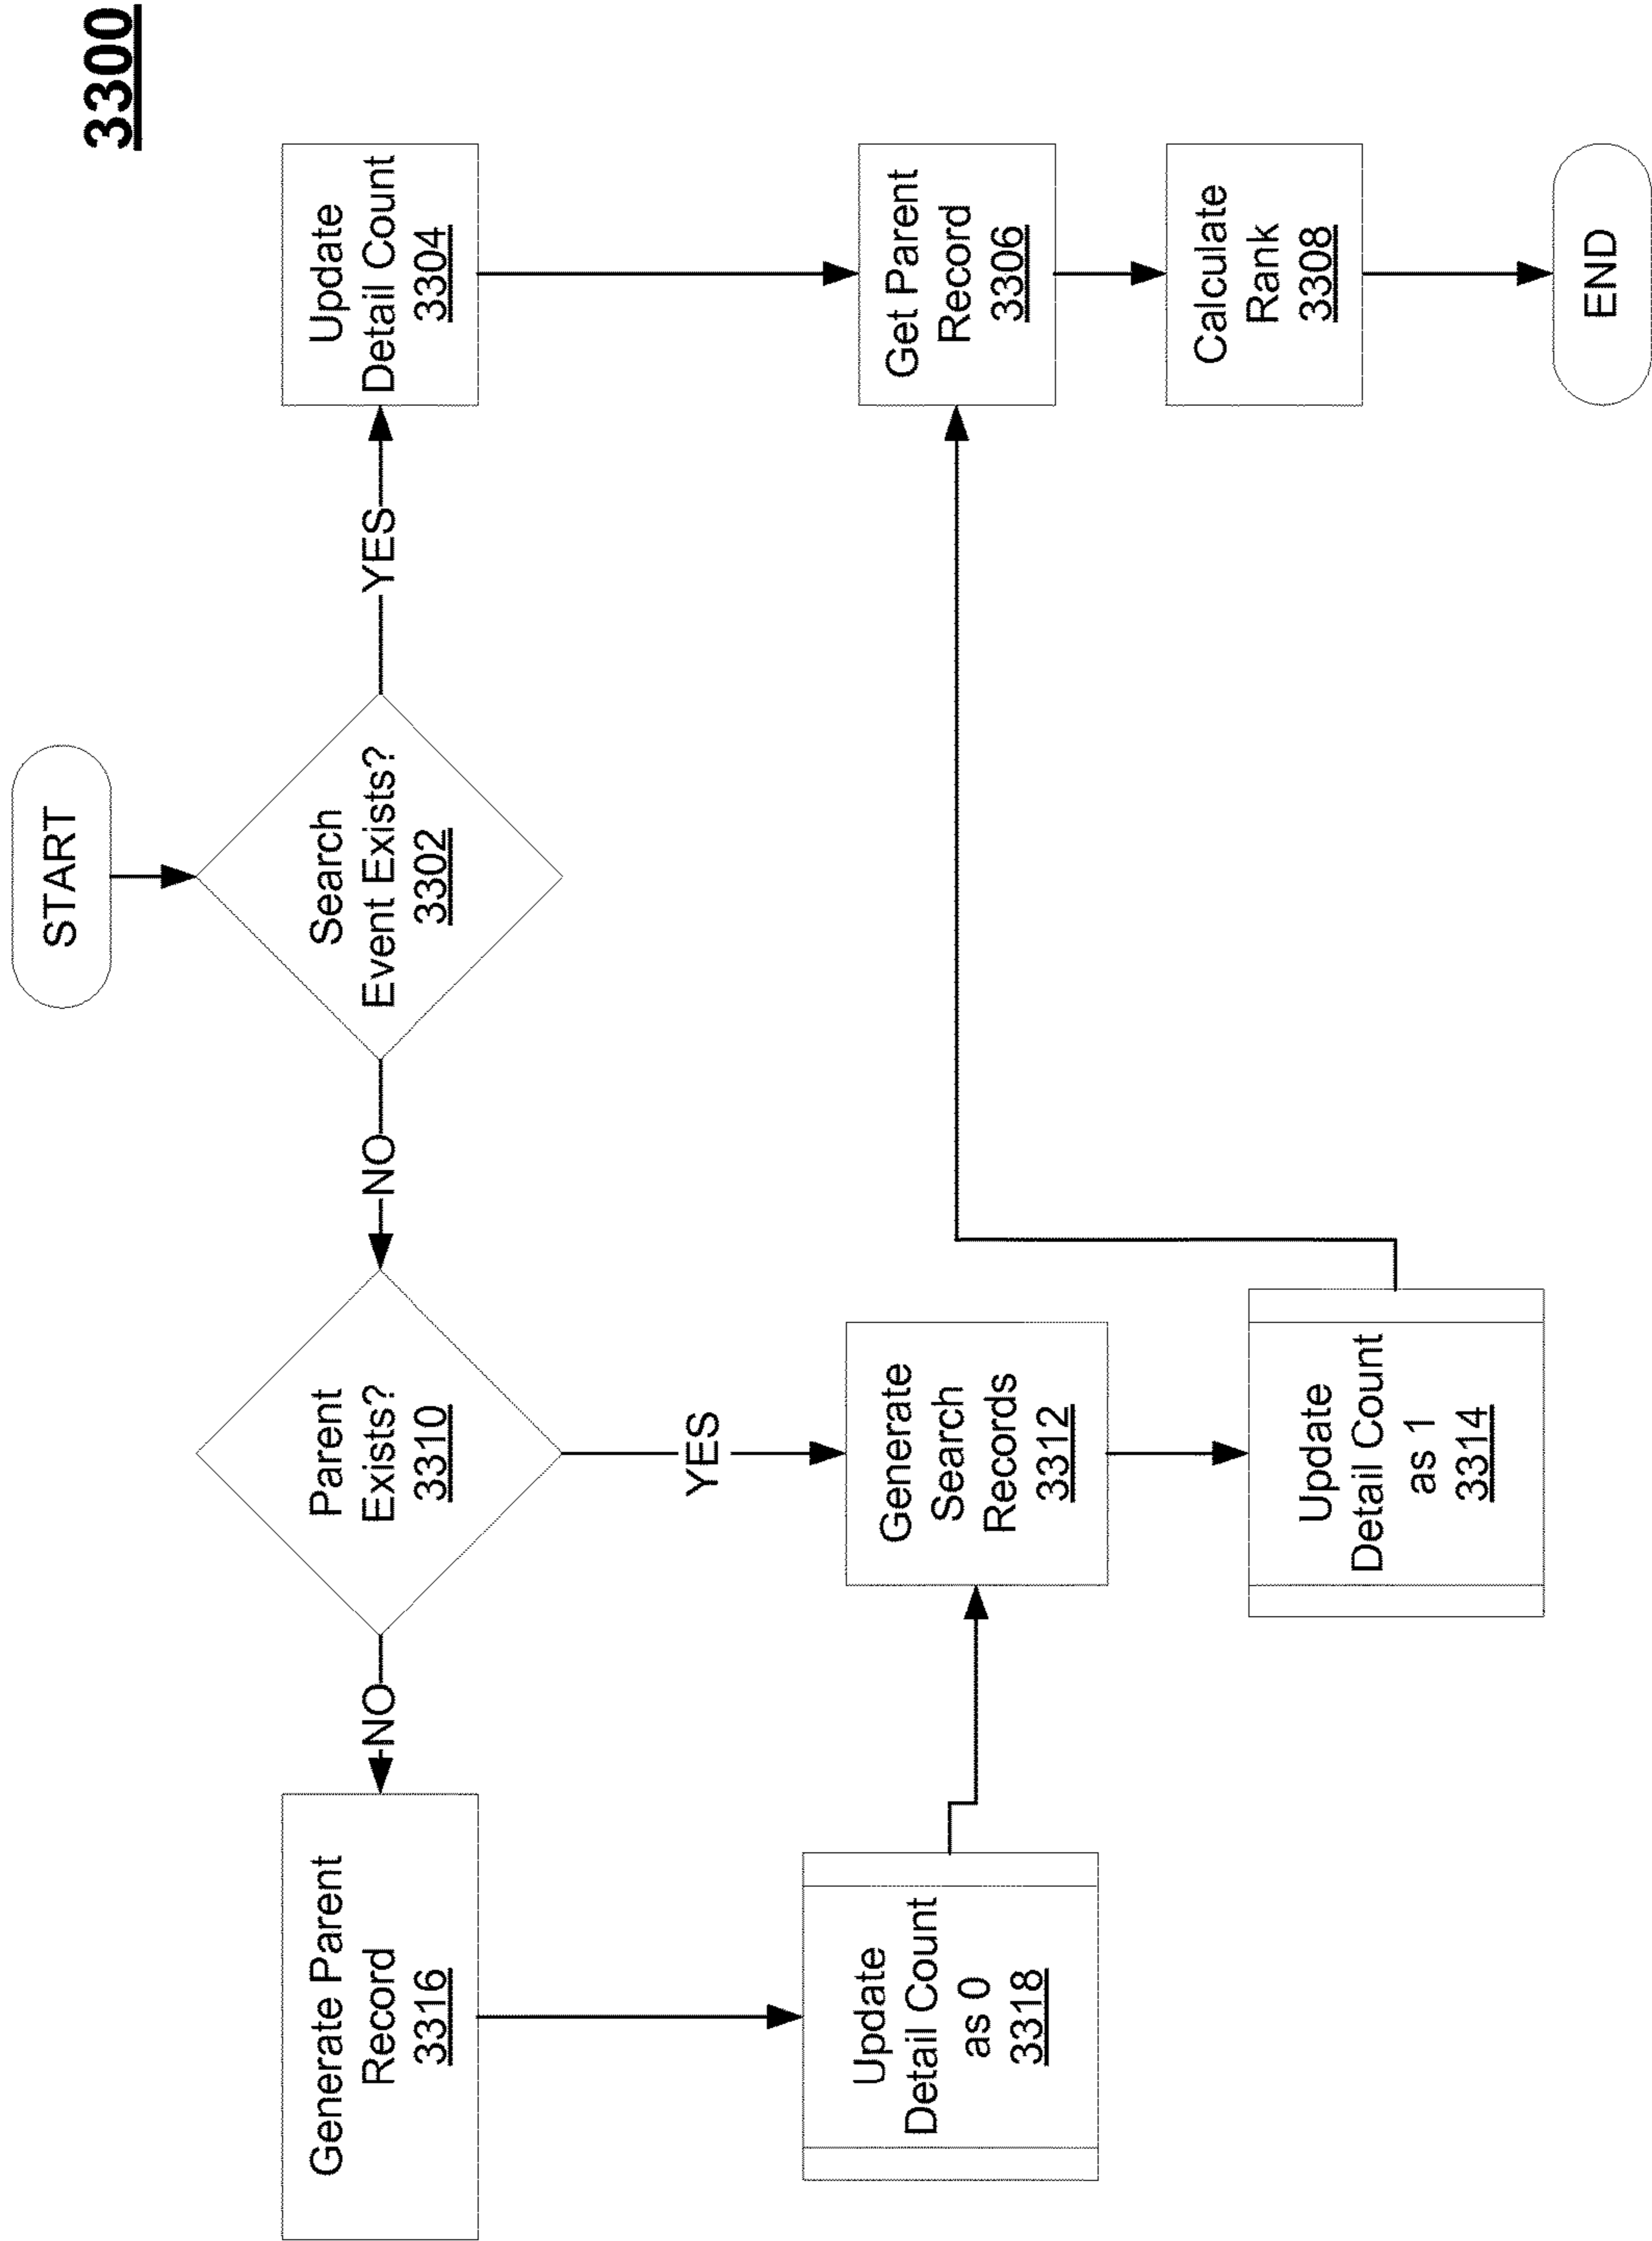 3300
START
Search
Event Exists?
3302
YES
Update
Detail Count
3304
NO
Parent
Exists?
3310
NO
Generate Parent
Record
3316
YES
Update
Detail Count
as 0
3318
Generate
Search
Records
3312
Update
Detail Count
as 1
3314
Get Parent
Record
3306
Calculate
Rank
3308
END